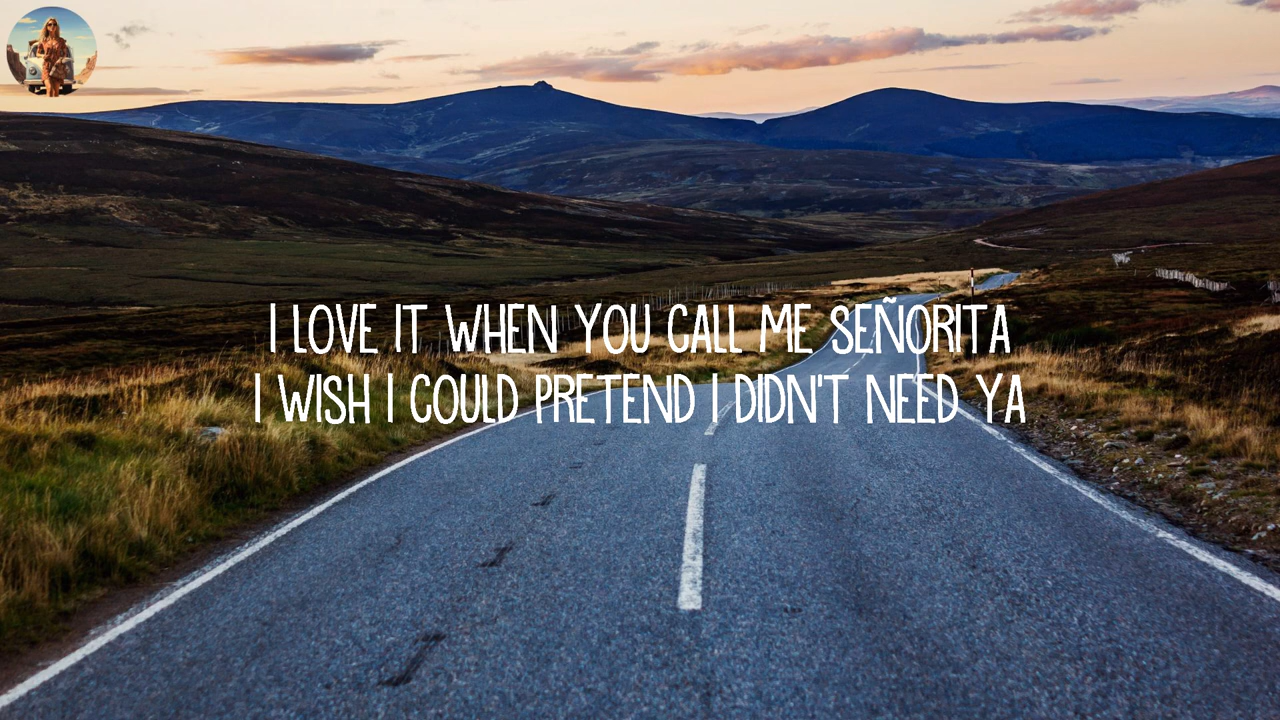 I LOVE IT WHEN YOU CALL ME SEÑORITA
I WISH I COULD PRETEND I DIDN'T NEED YA